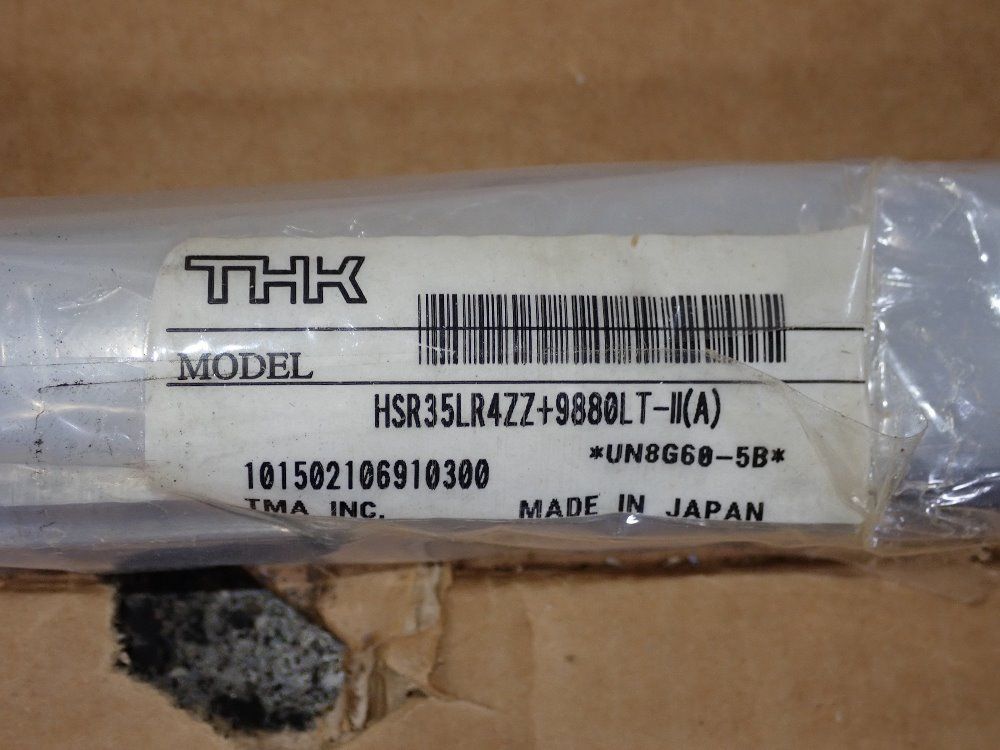 THK
MODEL
HSR35LR4ZZ+9880LT-Ⅱ(A)
*UN8G60-5B*
101502106910300
TMA INC. MADE IN JAPAN